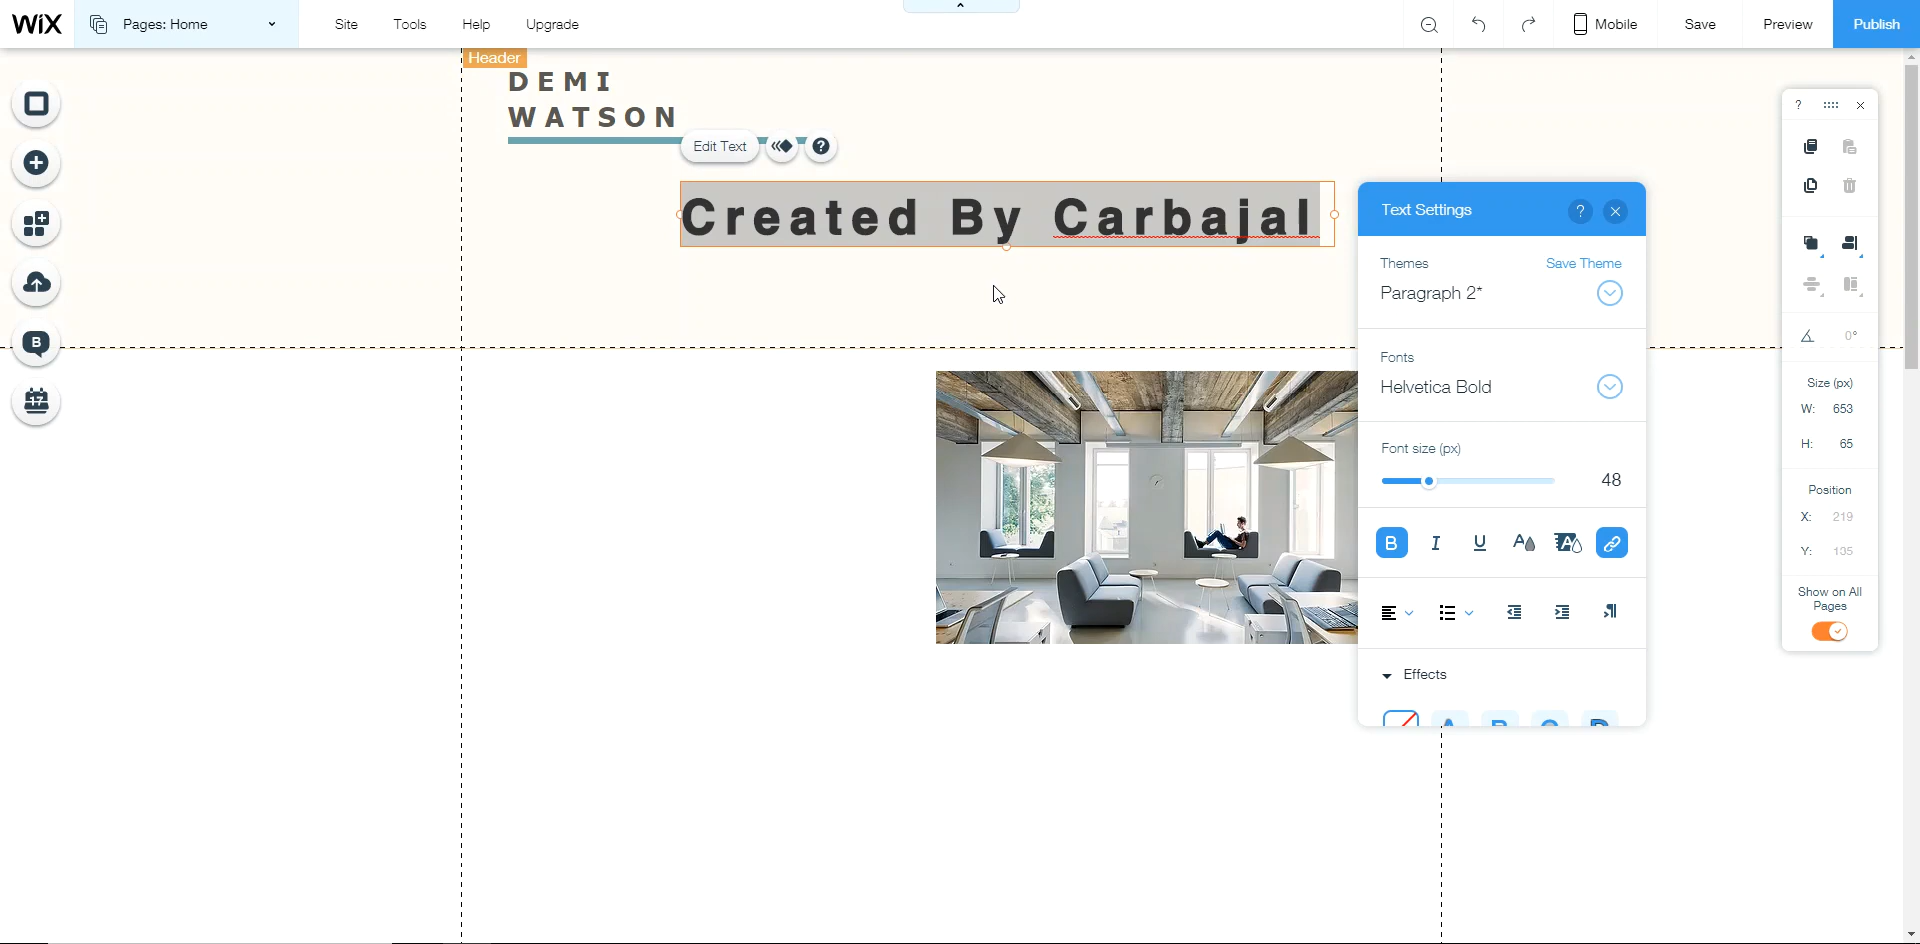 WiX
Pages: Home
Site
Tools
Help
Upgrade
Mobile
Save
Preview
Publish
Header
DEMI
WATSON
Edit Text
?
Created By Carbajal
Text Settings
?
Themes
Save Theme
Paragraph 2*
Fonts
Helvetica Bold
Font size (px)
48
B
I
U
A
A
Effects
?
0°
Size (px)
W: 653
H: 65
Position
X: 219
Y: 135
Show on All
Pages
B
17